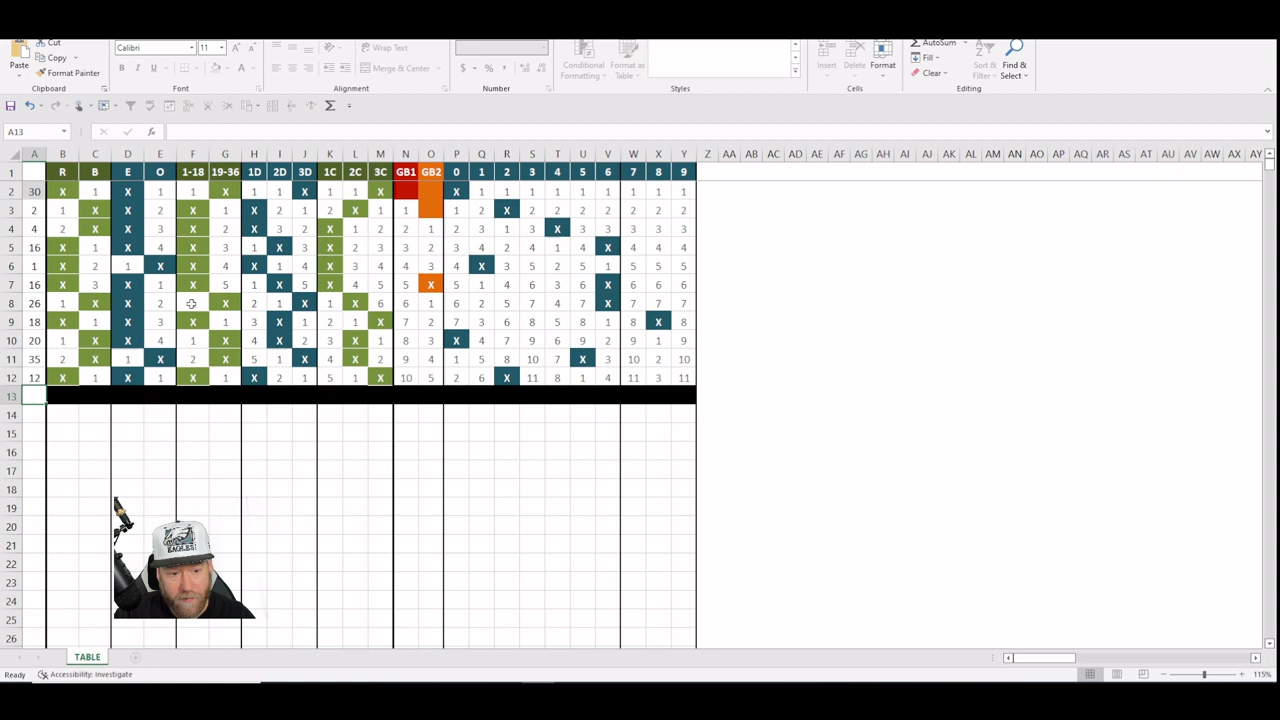 Cut
Calibri 11
Wrap Text
Copy
Paste
Format Painter
B I U
Merge & Center
$ %
Conditional Formatting
Format as Table
Insert Delete Format
AutoSum
Fill
Clear
Sort & Filter
Find & Select
Clipboard Font Alignment Number Styles Cells Editing
A13 fx
A B C D E F G H I J K L M N O P Q R S T U V W X Y Z AA AB AC AD AE AF AG AH AI AJ AK AL AM AN AO AP AQ AR AS AT AU AV AW AX AY
1 R B E O 1-18 19-36 1D 2D 3D 1C 2C 3C GB1 GB2 0 1 2 3 4 5 6 7 8 9
2 30 X 1 X 1 1 X 1 1 X 1 1 X X 1 1 1 1 1 1 1 1 1
3 2 1 X X 2 X 1 X 2 1 2 X 1 1 1 2 X 2 2 2 2 2 2 2
4 4 2 X X 3 X 2 X 3 2 X 1 2 2 1 2 3 1 3 X 3 3 3 3 3
5 16 X 1 X 4 X 3 1 X 3 X 2 3 3 2 3 4 2 4 1 4 X 4 4 4
6 1 X 2 1 X X 4 X 1 4 X 3 4 4 3 4 X 3 5 2 5 1 5 5 5
7 16 X 3 X 1 X 5 1 X 5 X 4 5 5 X 5 1 4 6 3 6 X 6 6 6
8 26 1 X X 2 X 2 1 X 1 X 6 6 1 6 2 5 7 4 7 X 7 7 7
9 18 X 1 X 3 X 1 3 X 1 2 1 X 7 2 7 3 6 8 5 8 1 8 X 8
10 20 1 X X 4 1 X 4 X 2 3 X 1 8 3 X 4 7 9 6 9 2 9 1 9
11 35 2 X 1 X 2 X 5 1 X 4 X 2 9 4 1 5 8 10 7 X 3 10 2 10
12 12 X 1 X 1 X 1 X 2 1 5 1 X 10 5 2 6 X 11 8 1 4 11 3 11
13
14
15
16
17
18
19
20
21
22
23
24
25
26
EAGLES
TABLE
Ready Accessibility: Investigate 115%